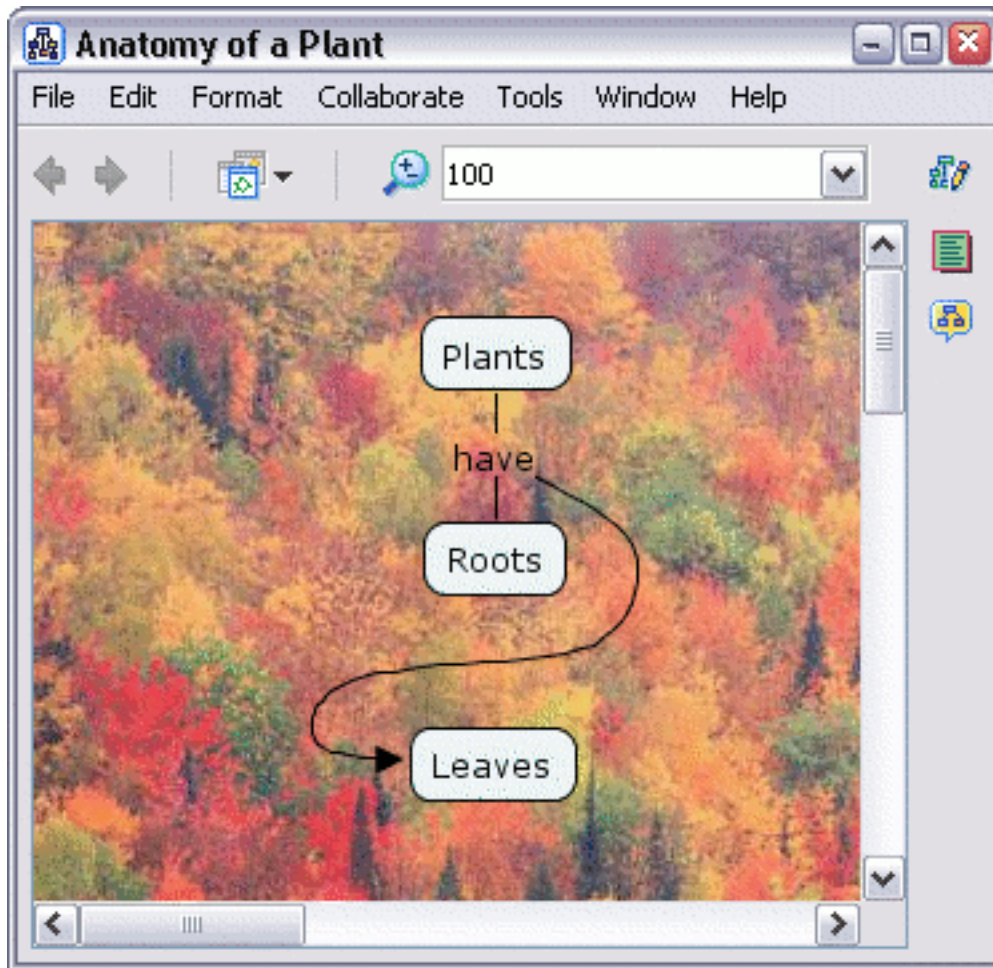 Anatomy of a Plant
File Edit Format Collaborate Tools Window Help
100
Plants
have
Roots
Leaves